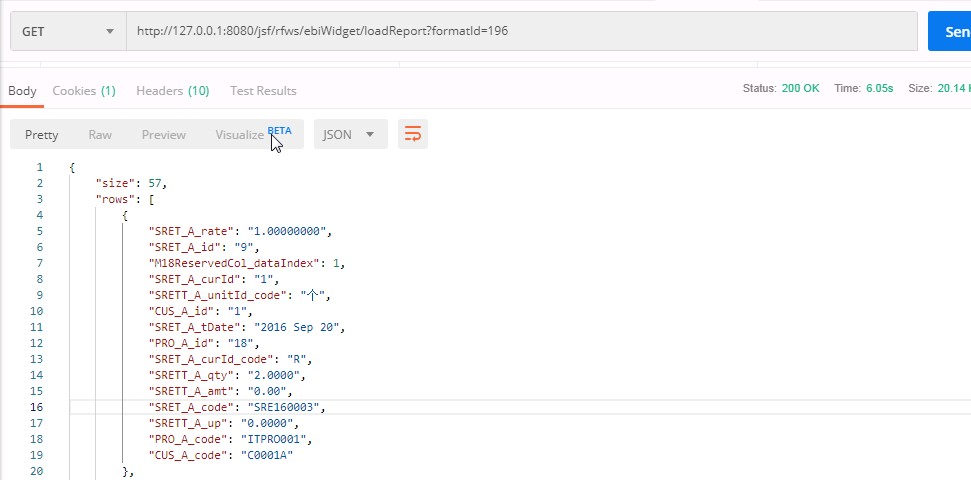 GET http://127.0.0.1:8080/jsf/rfws/ebiWidget/loadReport?formatId=196
Body Cookies (1) Headers (10) Test Results Status: 200 OK Time: 6.05s Size: 20.14
Pretty Raw Preview Visualize BETA JSON
1 {
2 "size": 57,
3 "rows": [
4 {
5 "SRET_A_rate": "1.00000000",
6 "SRET_A_id": "9",
7 "M18ReservedCol_dataIndex": 1,
8 "SRET_A_curId": "1",
9 "SRETT_A_unitId_code": "个",
10 "CUS_A_id": "1",
11 "SRET_A_tDate": "2016 Sep 20",
12 "PRO_A_id": "18",
13 "SRET_A_curId_code": "R",
14 "SRETT_A_qty": "2.0000",
15 "SRETT_A_amt": "0.00",
16 "SRET_A_code": "SRE160003",
17 "SRETT_A_up": "0.0000",
18 "PRO_A_code": "ITPRO001",
19 "CUS_A_code": "C0001A"
20 },